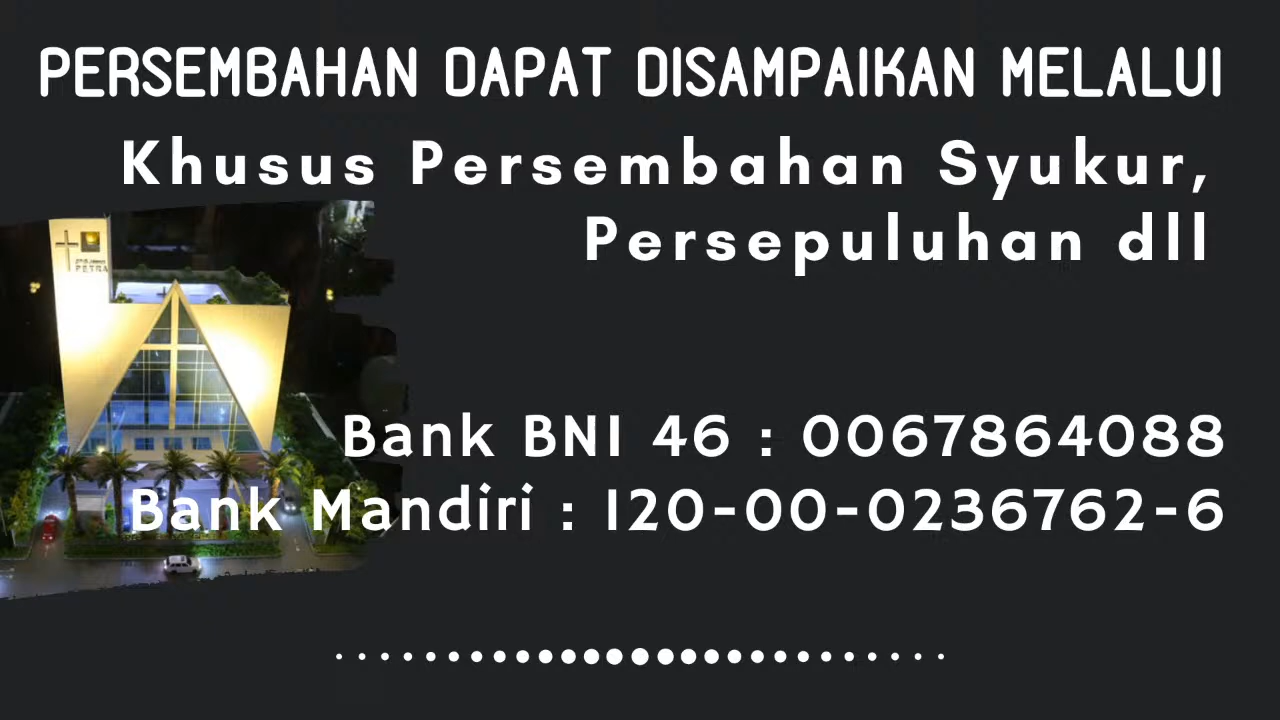 PERSEMBAHAN DAPAT DISAMPAIKAN MELALUI
Khusus Persembahan Syukur,
Persepuluhan dll
PETRA
Bank BNI 46 : 0067864088
Bank Mandiri : 120-00-0236762-6